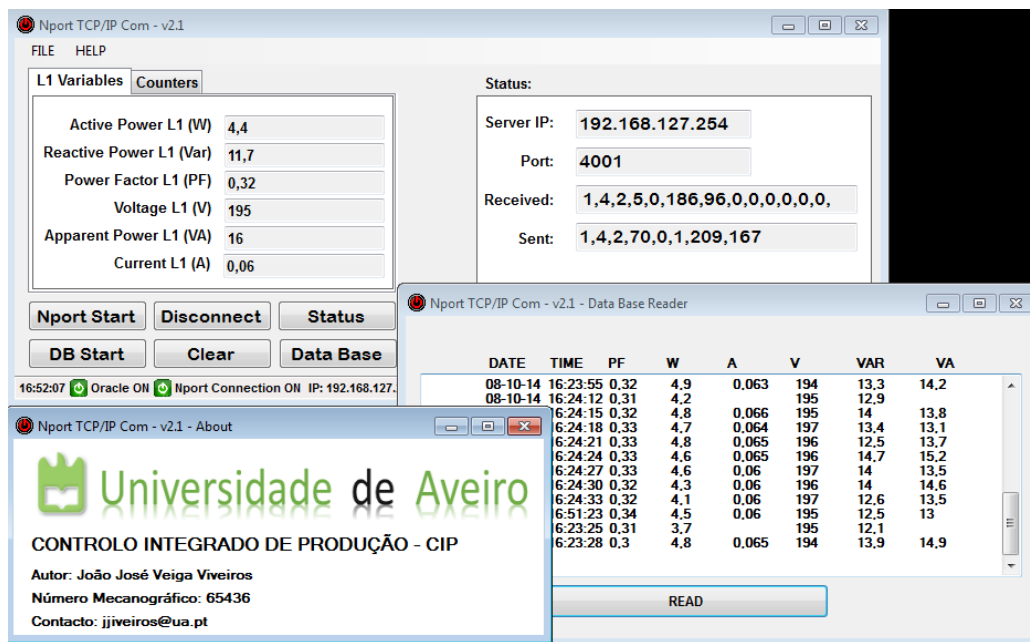 Nport TCP/IP Com - v2.1
FILE HELP
L1 Variables Counters
Active Power L1 (W) 4,4
Reactive Power L1 (Var) 11,7
Power Factor L1 (PF) 0,32
Voltage L1 (V) 195
Apparent Power L1 (VA) 16
Current L1 (A) 0,06
Status:
Server IP: 192.168.127.254
Port: 4001
Received: 1,4,2,5,0,186,96,0,0,0,0,0,0,
Sent: 1,4,2,70,0,1,209,167
Nport Start Disconnect Status
DB Start Clear Data Base
16:52:07 Oracle ON Nport Connection ON IP: 192.168.127.
Nport TCP/IP Com - v2.1 - Data Base Reader
DATE TIME PF W A V VAR VA
08-10-14 16:23:55 0,32 4,9 0,063 194 13,3 14,2
08-10-14 16:24:12 0,31 4,2 195 12,9
16:24:15 0,32 4,8 0,066 195 14 13,8
6:24:18 0,33 4,7 0,064 197 13,4 13,1
6:24:21 0,33 4,8 0,065 196 12,5 13,7
6:24:24 0,33 4,6 0,065 196 14,7 15,2
6:24:27 0,33 4,6 0,06 197 14 13,5
6:24:30 0,32 4,3 0,06 196 14 14,6
6:24:33 0,32 4,1 0,06 197 12,6 13,5
6:51:23 0,34 4,5 0,06 195 12,5 13
6:23:25 0,31 3,7 195 12,1
6:23:28 0,3 4,8 0,065 194 13,9 14,9
READ
Nport TCP/IP Com - v2.1 - About
Universidade de Aveiro
CONTROLO INTEGRADO DE PRODUÇÃO - CIP
Autor: João José Veiga Viveiros
Número Mecanográfico: 65436
Contacto: jjiveiros@ua.pt